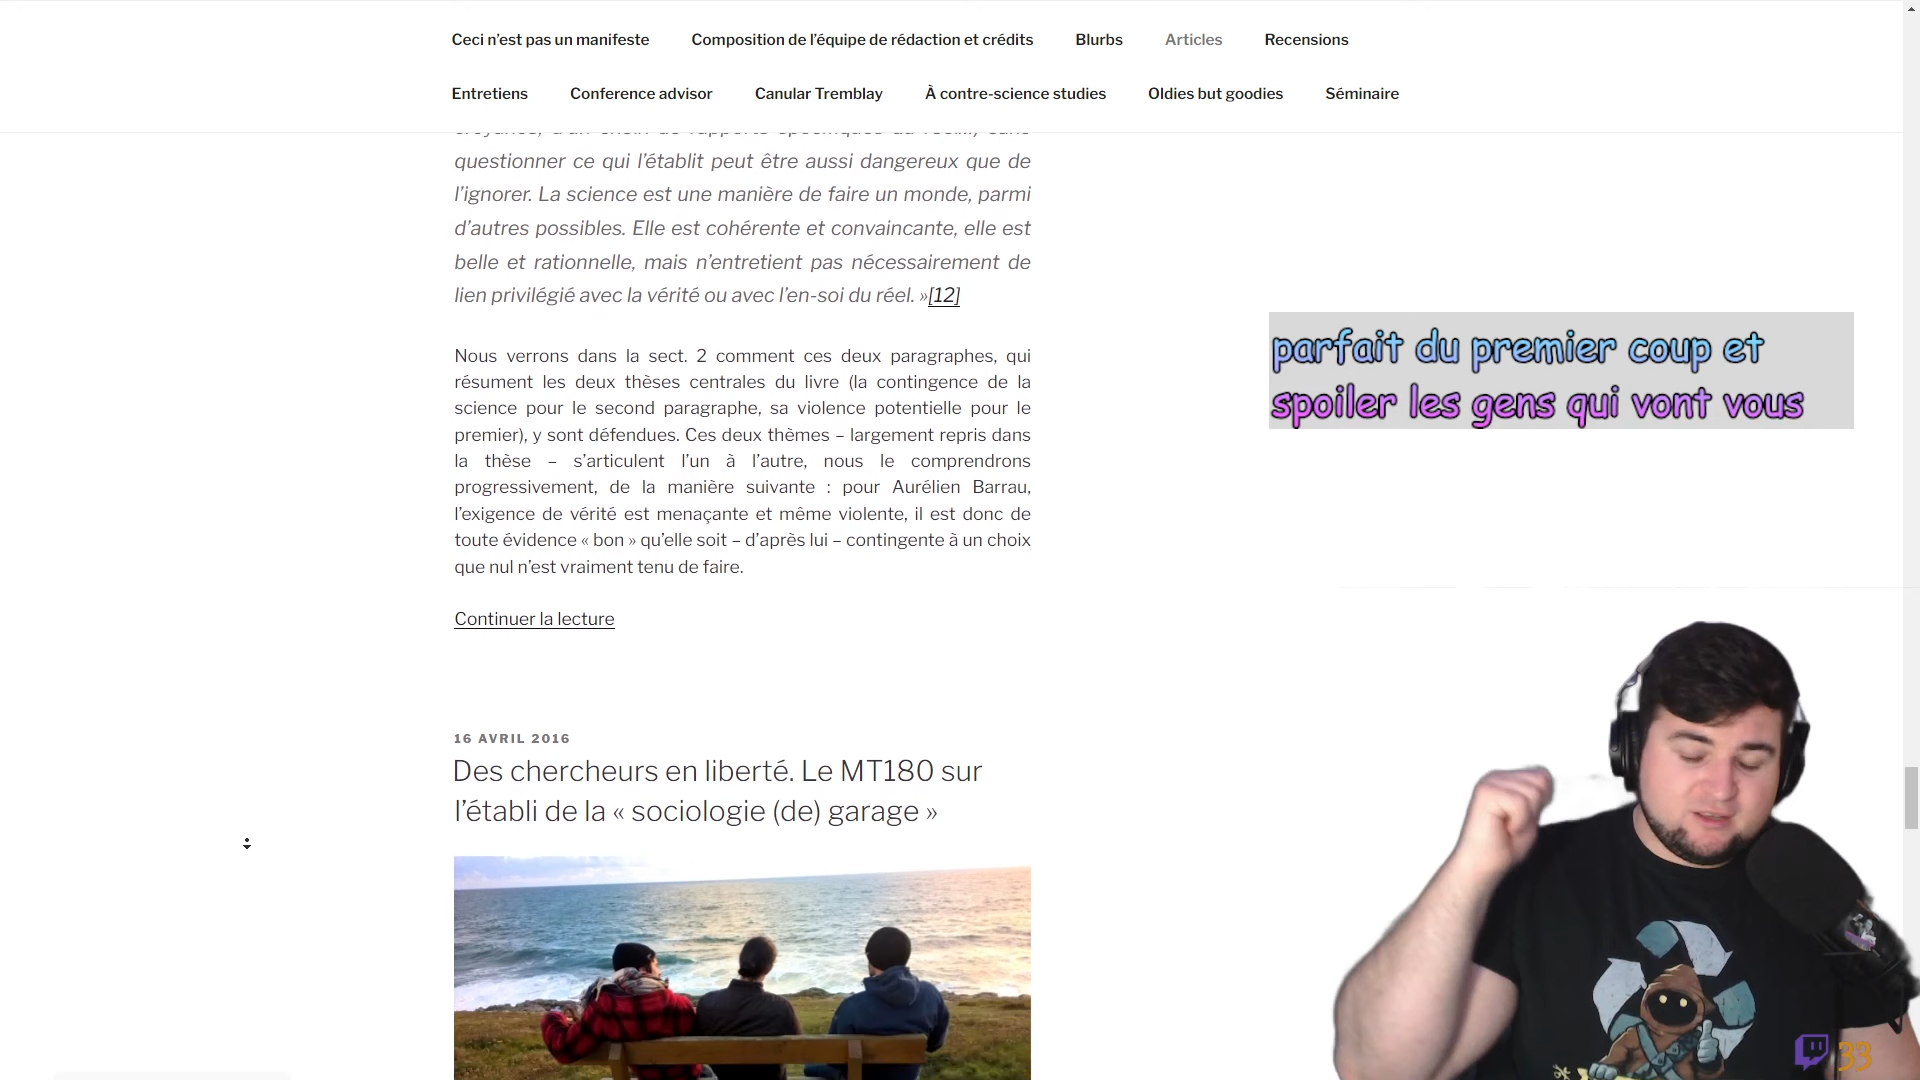 Ceci n’est pas un manifeste Composition de l’équipe de rédaction et crédits Blurbs Articles Recensions
Entretiens Conference advisor Canular Tremblay À contre-science studies Oldies but goodies Séminaire
questionner ce qui l’établit peut être aussi dangereux que de
l’ignorer. La science est une manière de faire un monde, parmi
d’autres possibles. Elle est cohérente et convaincante, elle est
belle et rationnelle, mais n’entretient pas nécessairement de
lien privilégié avec la vérité ou avec l’en-soi du réel. »[12]
Nous verrons dans la sect. 2 comment ces deux paragraphes, qui
résument les deux thèses centrales du livre (la contingence de la
science pour le second paragraphe, sa violence potentielle pour le
premier), y sont défendues. Ces deux thèmes – largement repris dans
la thèse – s’articulent l’un à l’autre, nous le comprendrons
progressivement, de la manière suivante : pour Aurélien Barrau,
l’exigence de vérité est menaçante et même violente, il est donc de
toute évidence « bon » qu’elle soit – d’après lui – contingente à un choix
que nul n’est vraiment tenu de faire.
Continuer la lecture
16 AVRIL 2016
Des chercheurs en liberté. Le MT180 sur
l’établi de la « sociologie (de) garage »
parfait du premier coup et
spoiler les gens qui vont vous
33